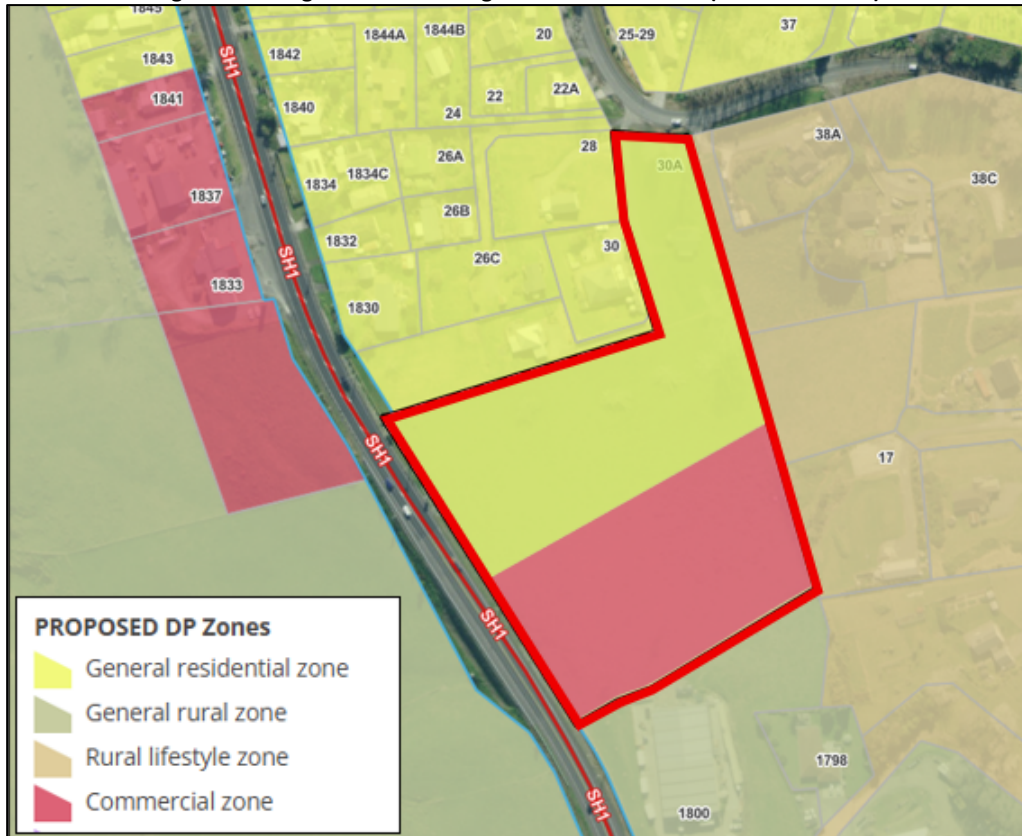 1845
1844A
1844B
20
25-29
37
1843
1842
22A
22
1841
1840
24
38A
28
26A
30A
1834C
38C
1834
1837
26B
SH1
1832
30
26C
SH1
1833
1830
SH1
17
SH1
SH1
PROPOSED DP Zones
General residential zone
General rural zone
Rural lifestyle zone
Commercial zone
1798
1800